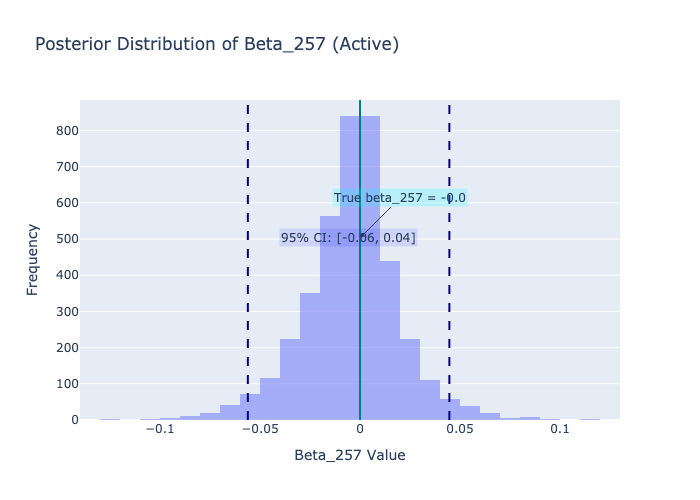 Posterior Distribution of Beta_257 (Active)
800
700
600
500
400
300
200
100
0
Frequency
True beta_257 = -0.0
95% CI: [-0.06, 0.04]
−0.1
−0.05
0
0.05
0.1
Beta_257 Value